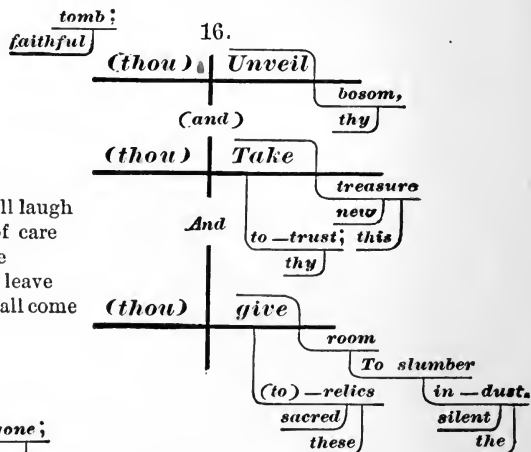 tomb;
faithful
16.
(thou) Unveil
bosom,
thy
(and)
(thou) Take
treasure
new
to—trust; this
thy
ll laugh
of care
e
leave
all come
And
(thou) give
room
To slumber
(to)—relics in—dust.
sacred silent
these the
one;